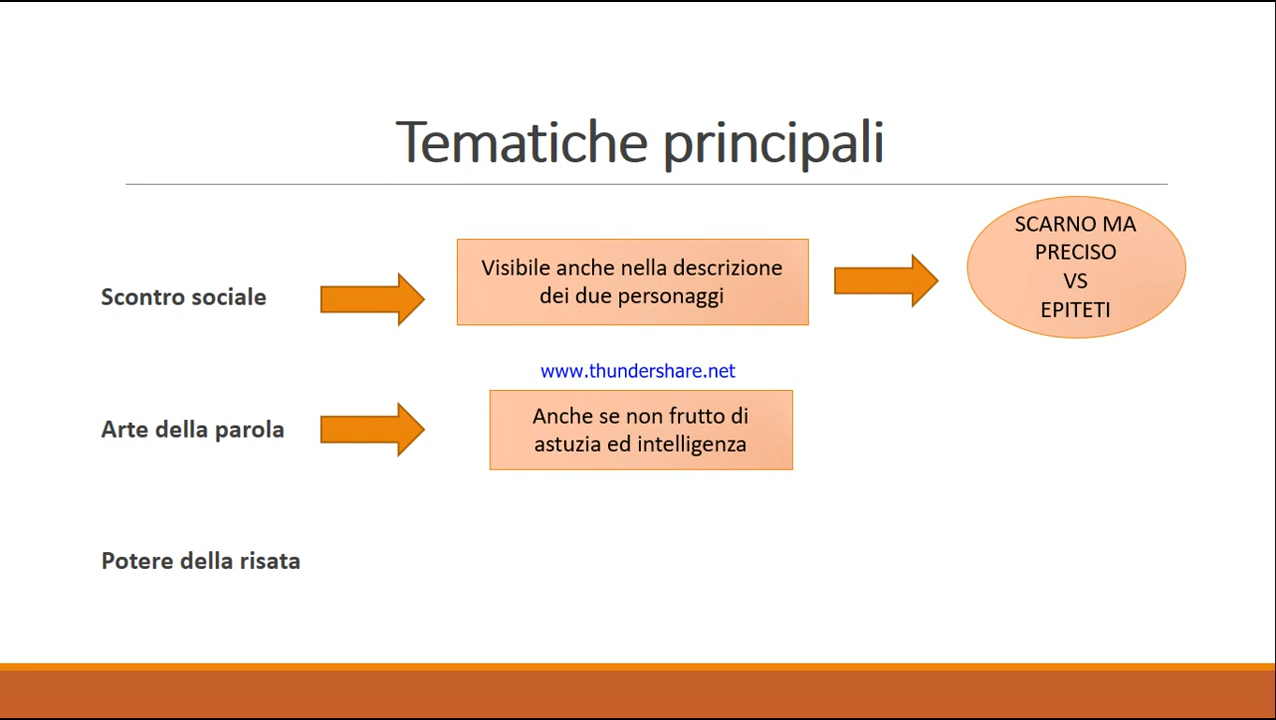 Tematiche principali
Scontro sociale
Visibile anche nella descrizione
dei due personaggi
SCARNO MA
PRECISO
VS
EPITETI
www.thundershare.net
Arte della parola
Anche se non frutto di
astuzia ed intelligenza
Potere della risata